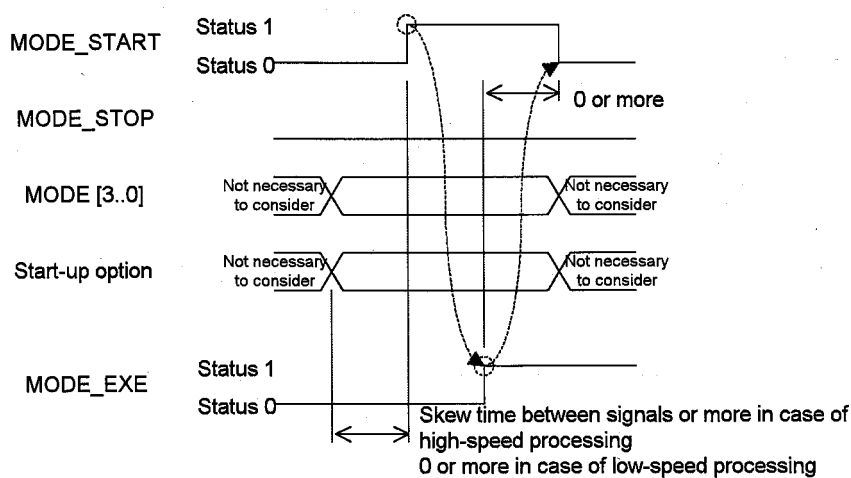 Status 1
MODE_START
Status 0
0 or more
MODE_STOP
MODE [3..0]
Not necessary
to consider
Not necessary
to consider
Start-up option
Not necessary
to consider
Not necessary
to consider
Status 1
MODE_EXE
Status 0
Skew time between signals or more in case of
high-speed processing
0 or more in case of low-speed processing